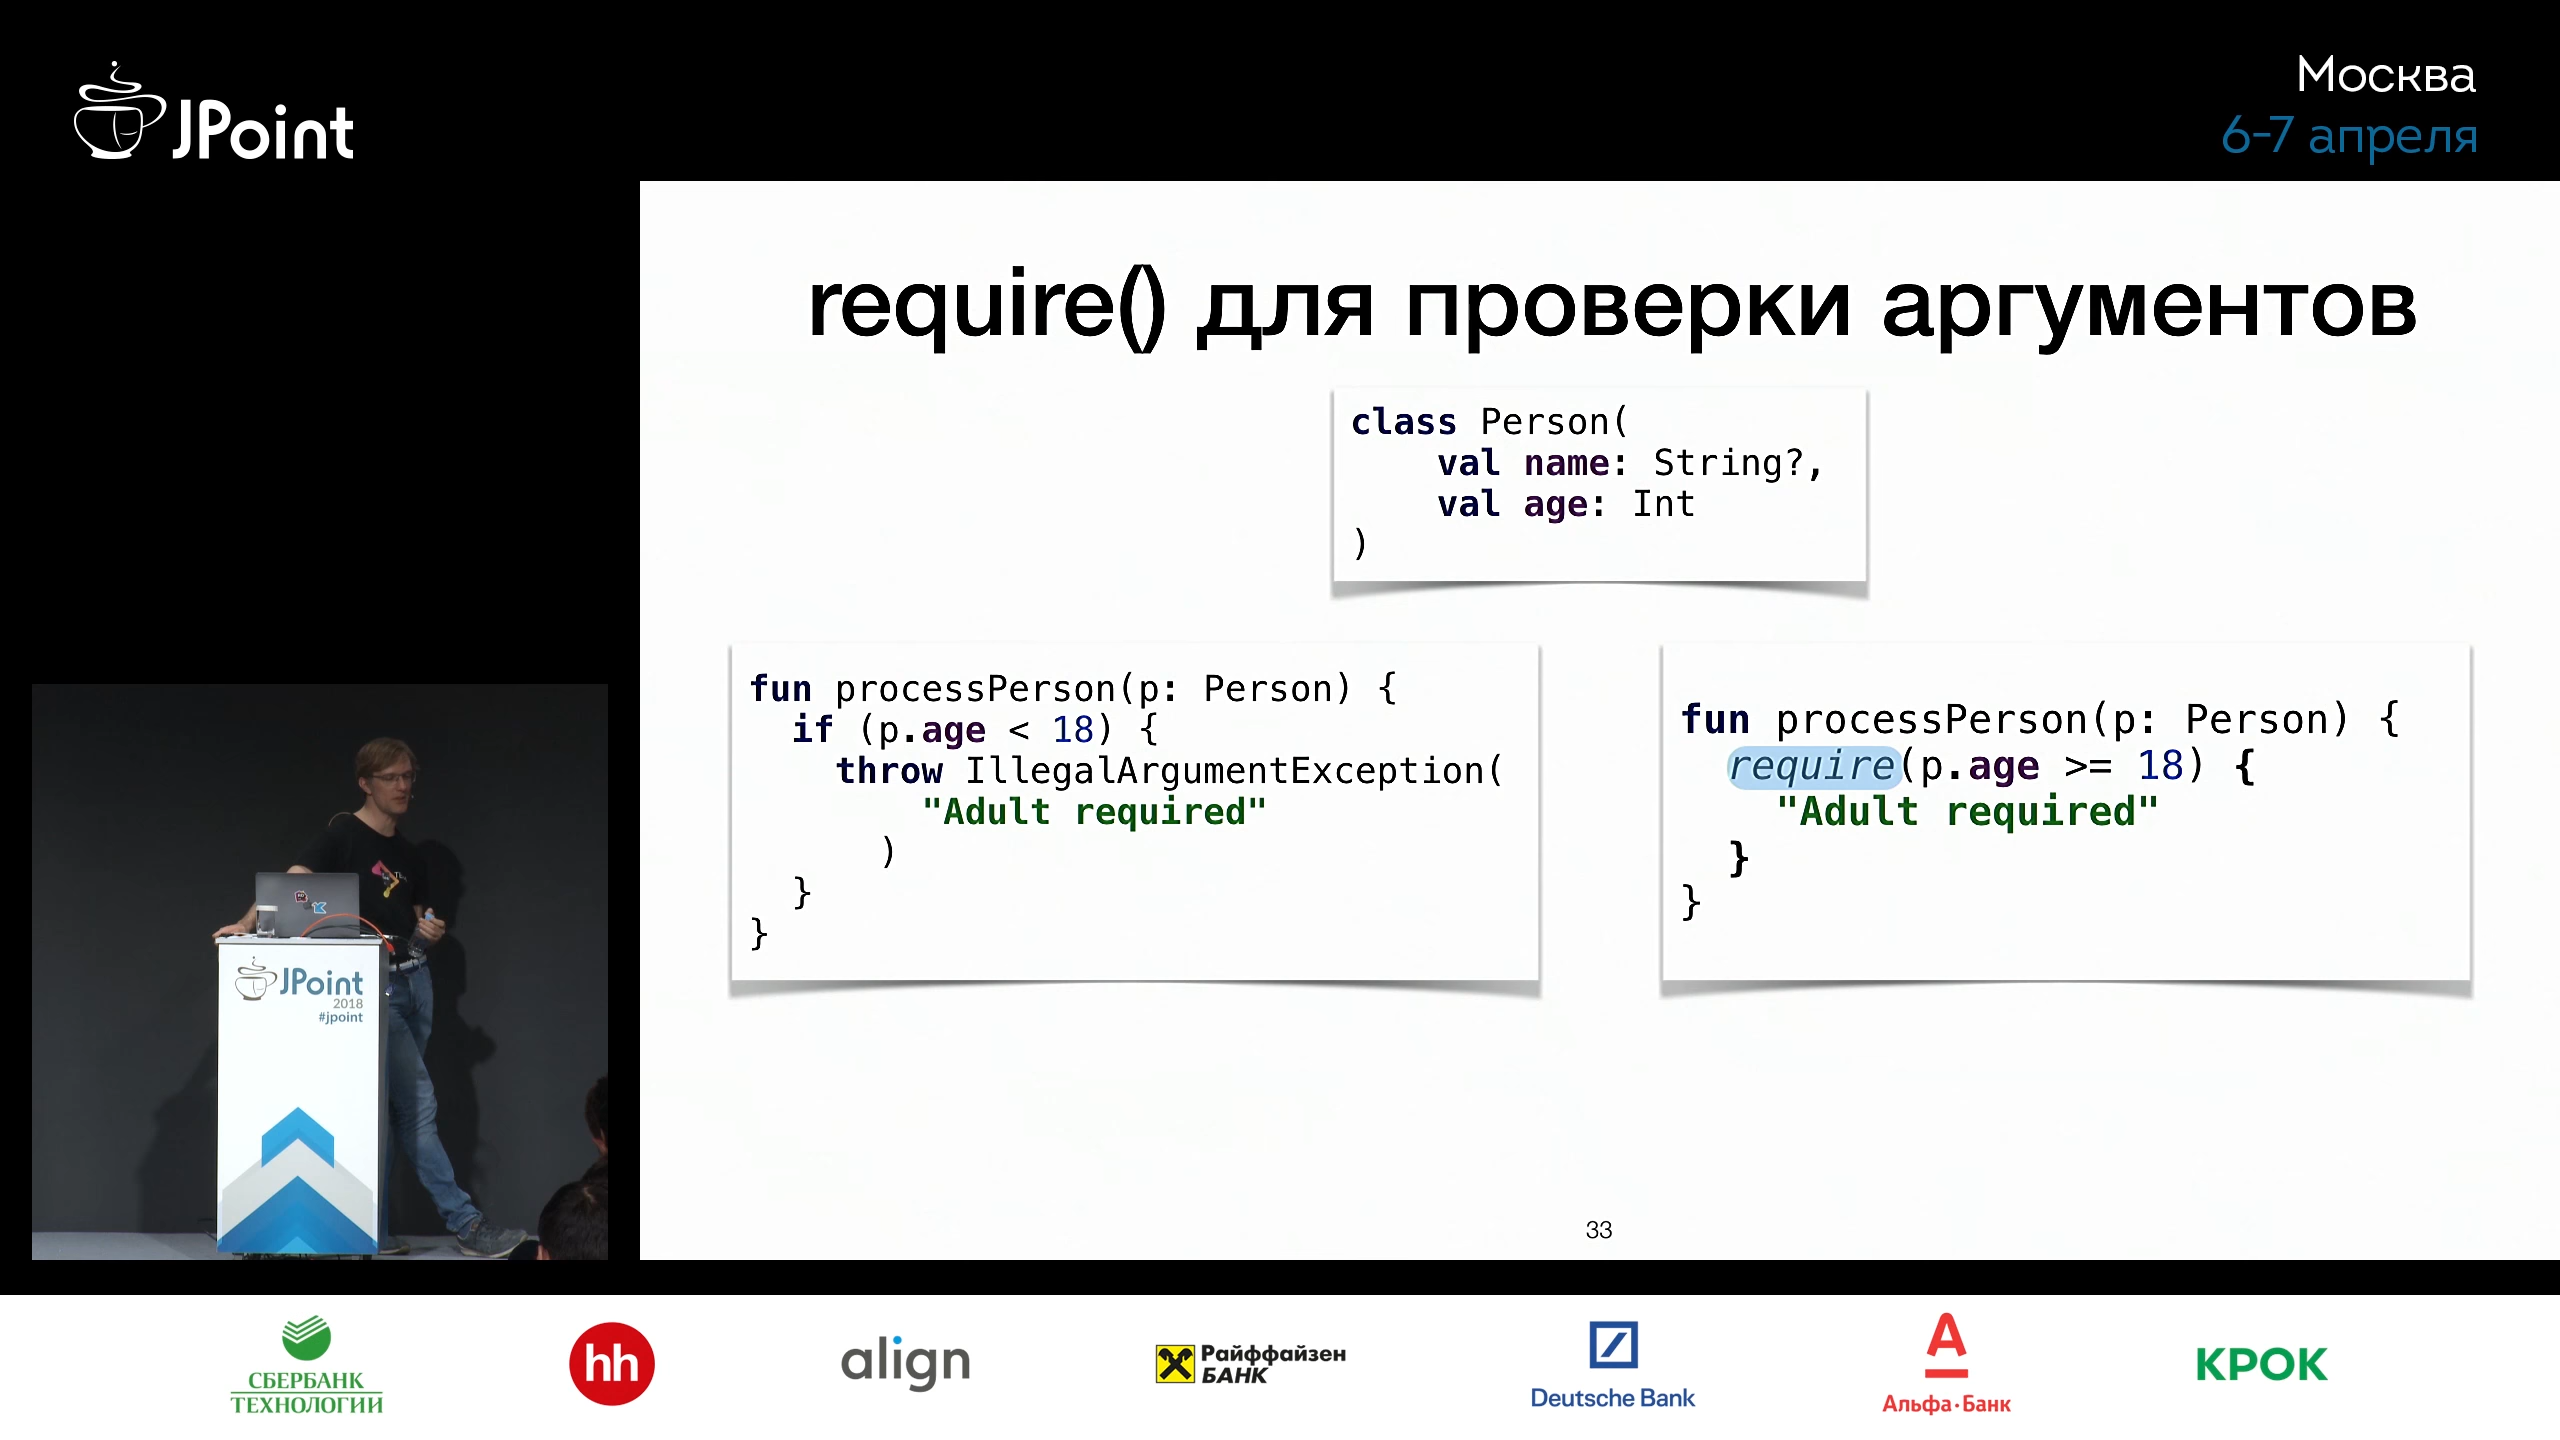 JPoint
Москва
6-7 апреля
require() для проверки аргументов
class Person(
    val name: String?,
    val age: Int
)
fun processPerson(p: Person) {
  if (p.age < 18) {
    throw IllegalArgumentException(
        "Adult required"
      )
  }
}
fun processPerson(p: Person) {
  require(p.age >= 18) {
    "Adult required"
  }
}
33
JPoint
2018
#jpoint
СБЕРБАНК
ТЕХНОЛОГИИ
hh
align
Райффайзен
БАНК
Deutsche Bank
А
Альфа·Банк
КРОК